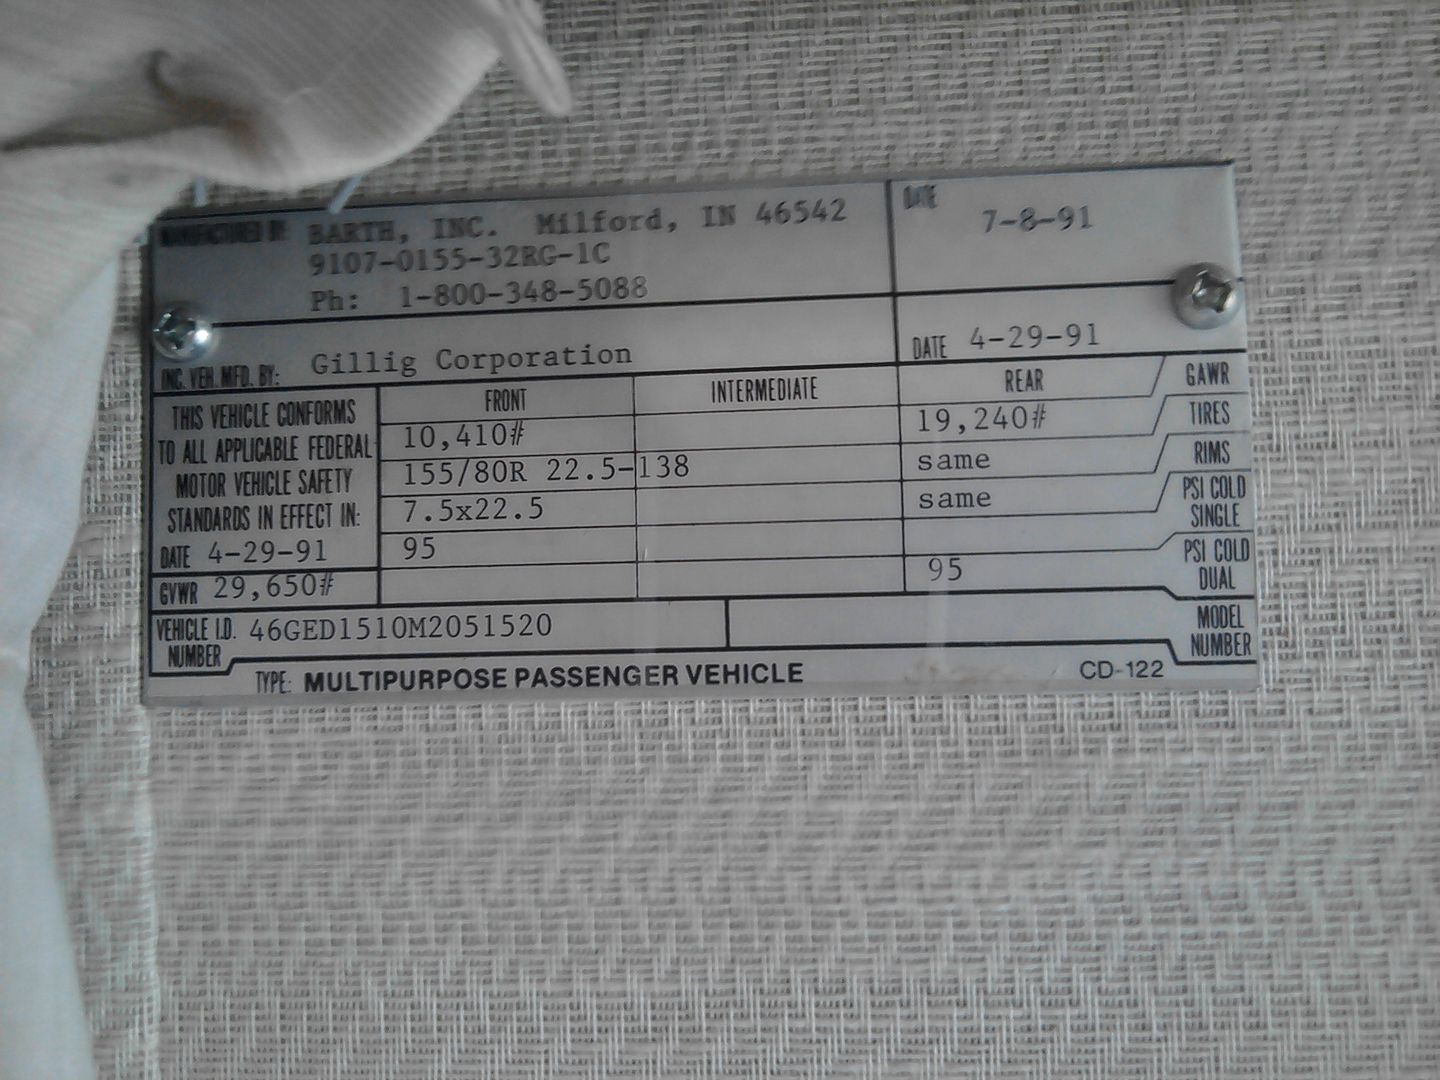 MANUFACTURED BY: BARTH, INC. Milford, IN 46542
9107-0155-32RG-1C
Ph: 1-800-348-5088
DATE 7-8-91
INC. VEH. MFD. BY: Gillig Corporation
DATE 4-29-91
THIS VEHICLE CONFORMS
TO ALL APPLICABLE FEDERAL
MOTOR VEHICLE SAFETY
STANDARDS IN EFFECT IN:
DATE 4-29-91
GVWR 29,650#
FRONT INTERMEDIATE REAR GAWR
10,410# 19,240# TIRES
155/80R 22.5-138 same RIMS
7.5x22.5 same PSI COLD
SINGLE
95 PSI COLD
95 DUAL
VEHICLE I.D. 46GED1510M2051520 MODEL
NUMBER NUMBER
TYPE: MULTIPURPOSE PASSENGER VEHICLE CD-122